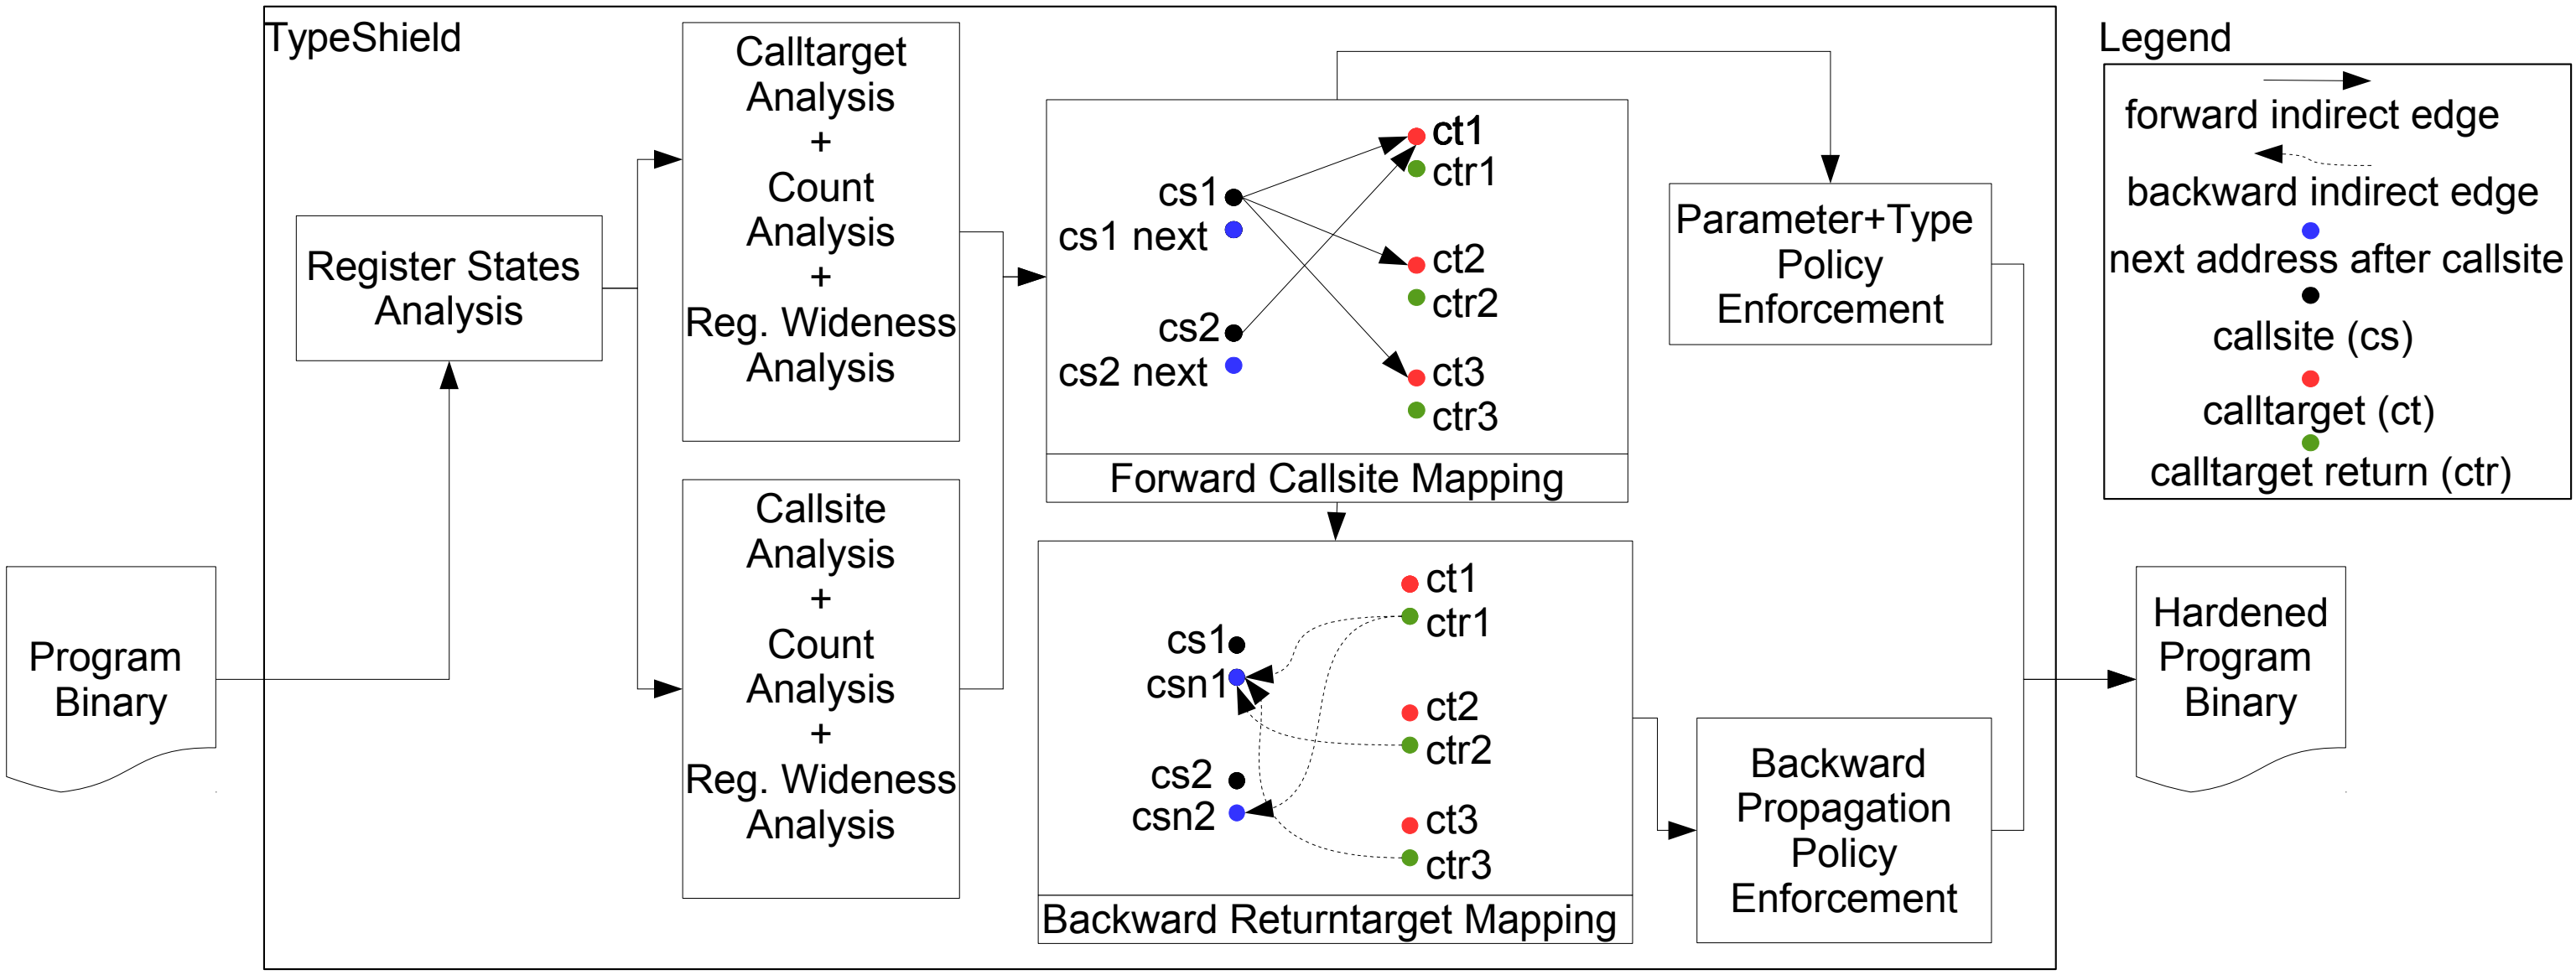 TypeShield
Program
Binary
Register States
Analysis
Calltarget
Analysis
+
Count
Analysis
+
Reg. Wideness
Analysis
Callsite
Analysis
+
Count
Analysis
+
Reg. Wideness
Analysis
cs1
cs1 next
cs2
cs2 next
ct1
ctr1
ct2
ctr2
ct3
ctr3
Forward Callsite Mapping
cs1
csn1
cs2
csn2
ct1
ctr1
ct2
ctr2
ct3
ctr3
Backward Returntarget Mapping
Parameter+Type
Policy
Enforcement
Backward
Propagation
Policy
Enforcement
Hardened
Program
Binary
Legend
forward indirect edge
backward indirect edge
next address after callsite
callsite (cs)
calltarget (ct)
calltarget return (ctr)